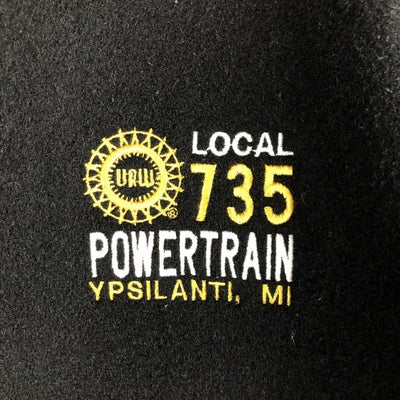 LOCAL
UAW
735
®
POWERTRAIN
YPSILANTI, MI